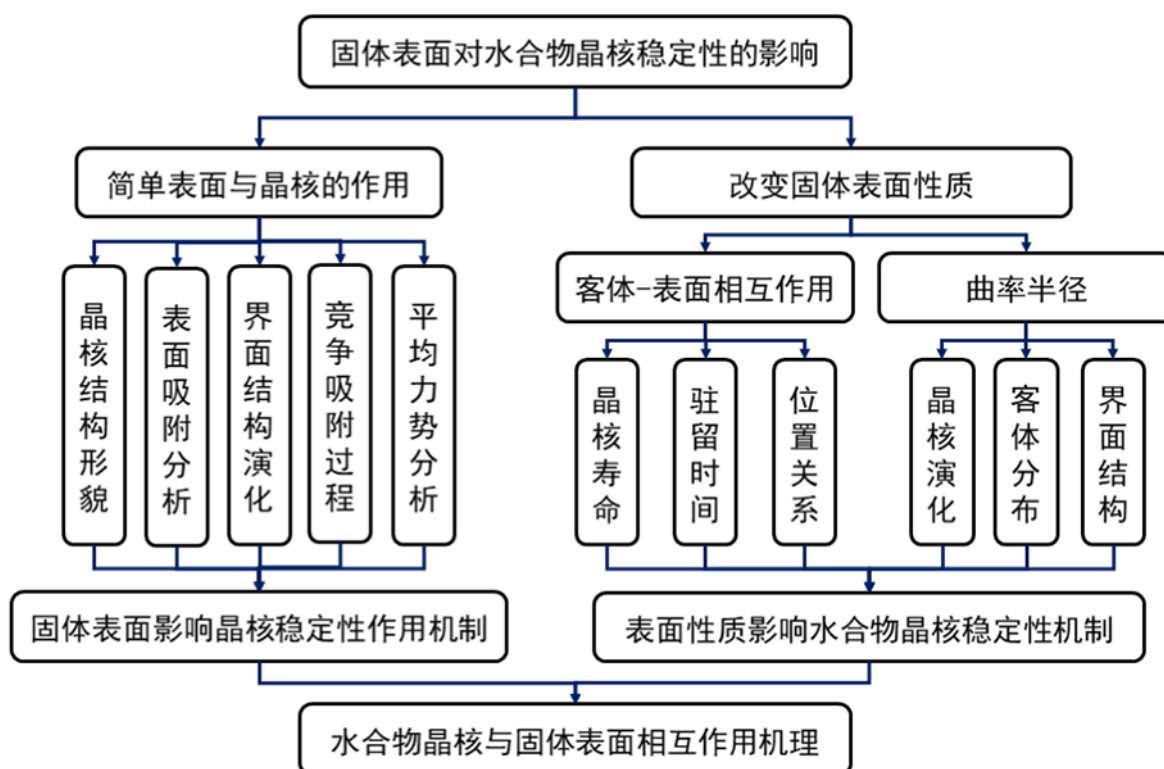 固体表面对水合物晶核稳定性的影响
简单表面与晶核的作用
改变固体表面性质
客体-表面相互作用
曲率半径
晶核结构形貌
表面吸附分析
界面结构演化
竞争吸附过程
平均力势分析
晶核寿命
驻留时间
位置关系
晶核演化
客体分布
界面结构
固体表面影响晶核稳定性作用机制
表面性质影响水合物晶核稳定性机制
水合物晶核与固体表面相互作用机理